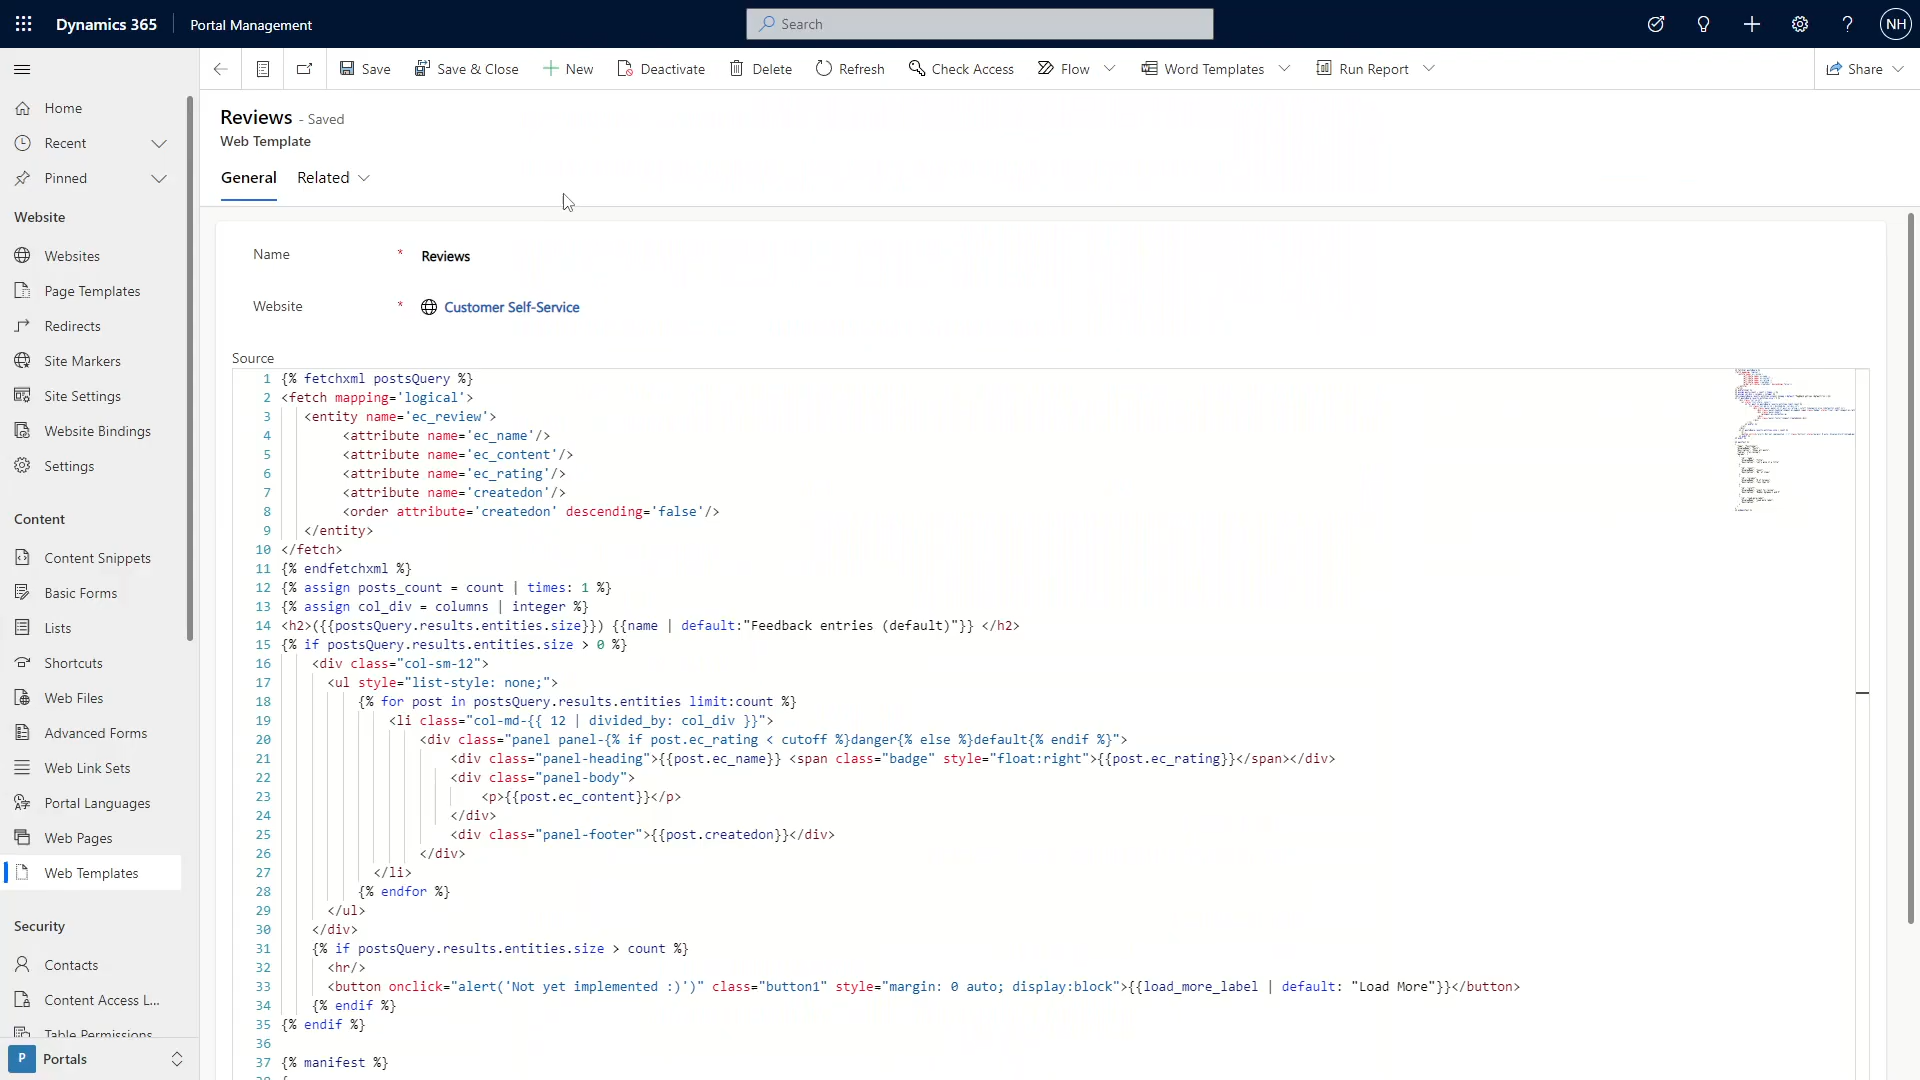 Dynamics 365
Portal Management
Search
NH
Save
Save & Close
New
Deactivate
Delete
Refresh
Check Access
Flow
Word Templates
Run Report
Share
Home
Recent
Pinned
Website
Websites
Page Templates
Redirects
Site Markers
Site Settings
Website Bindings
Settings
Content
Content Snippets
Basic Forms
Lists
Shortcuts
Web Files
Advanced Forms
Web Link Sets
Portal Languages
Web Pages
Web Templates
Security
Contacts
Content Access L...
Table Permissions
P Portals
Reviews - Saved
Web Template
General Related
Name * Reviews
Website * Customer Self-Service
Source
1 {% fetchxml postsQuery %}
2 <fetch mapping='logical'>
3 <entity name='ec_review'>
4 <attribute name='ec_name'/>
5 <attribute name='ec_content'/>
6 <attribute name='ec_rating'/>
7 <attribute name='createdon'/>
8 <order attribute='createdon' descending='false'/>
9 </entity>
10 </fetch>
11 {% endfetchxml %}
12 {% assign posts_count = count | times: 1 %}
13 {% assign col_div = columns | integer %}
14 <h2>({{postsQuery.results.entities.size}}) {{name | default:"Feedback entries (default)"}} </h2>
15 {% if postsQuery.results.entities.size > 0 %}
16 <div class="col-sm-12">
17 <ul style="list-style: none;">
18 {% for post in postsQuery.results.entities limit:count %}
19 <li class="col-md-{{ 12 | divided_by: col_div }}">
20 <div class="panel panel-{% if post.ec_rating < cutoff %}danger{% else %}default{% endif %}">
21 <div class="panel-heading">{{post.ec_name}} <span class="badge" style="float:right">{{post.ec_rating}}</span></div>
22 <div class="panel-body">
23 <p>{{post.ec_content}}</p>
24 </div>
25 <div class="panel-footer">{{post.createdon}}</div>
26 </div>
27 </li>
28 {% endfor %}
29 </ul>
30 </div>
31 {% if postsQuery.results.entities.size > count %}
32 <hr/>
33 <button onclick="alert('Not yet implemented :)')" class="button1" style="margin: 0 auto; display:block">{{load_more_label | default: "Load More"}}</button>
34 {% endif %}
35 {% endif %}
36
37 {% manifest %}
38 {